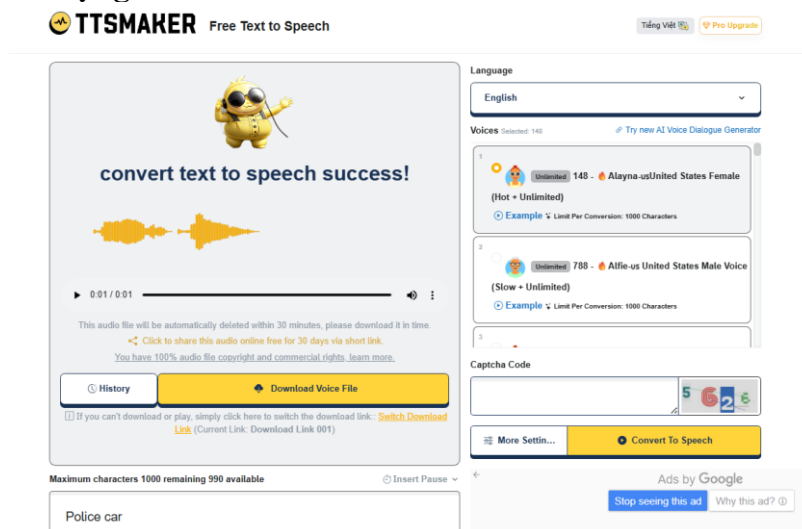 TTSMAKER Free Text to Speech
Tiếng Việt
Pro Upgrade
convert text to speech success!
0:01 / 0:01
This audio file will be automatically deleted within 30 minutes, please download it in time.
Click to share this audio online free for 30 days via short link.
You have 100% audio file copyright and commercial rights, learn more.
History
Download Voice File
If you can't download or play, simply click here to switch the download link:: Switch Download
Link (Current Link: Download Link 001)
Maximum characters 1000 remaining 990 available
Insert Pause
Police car
Language
English
Voices Selected: 148
Try new AI Voice Dialogue Generator
1
Unlimited 148 - Alayna-usUnited States Female
(Hot + Unlimited)
Example Limit Per Conversion: 1000 Characters
2
Unlimited 788 - Alfie-us United States Male Voice
(Slow + Unlimited)
Example Limit Per Conversion: 1000 Characters
3
Captcha Code
5626
More Settin...
Convert To Speech
Ads by Google
Stop seeing this ad
Why this ad?